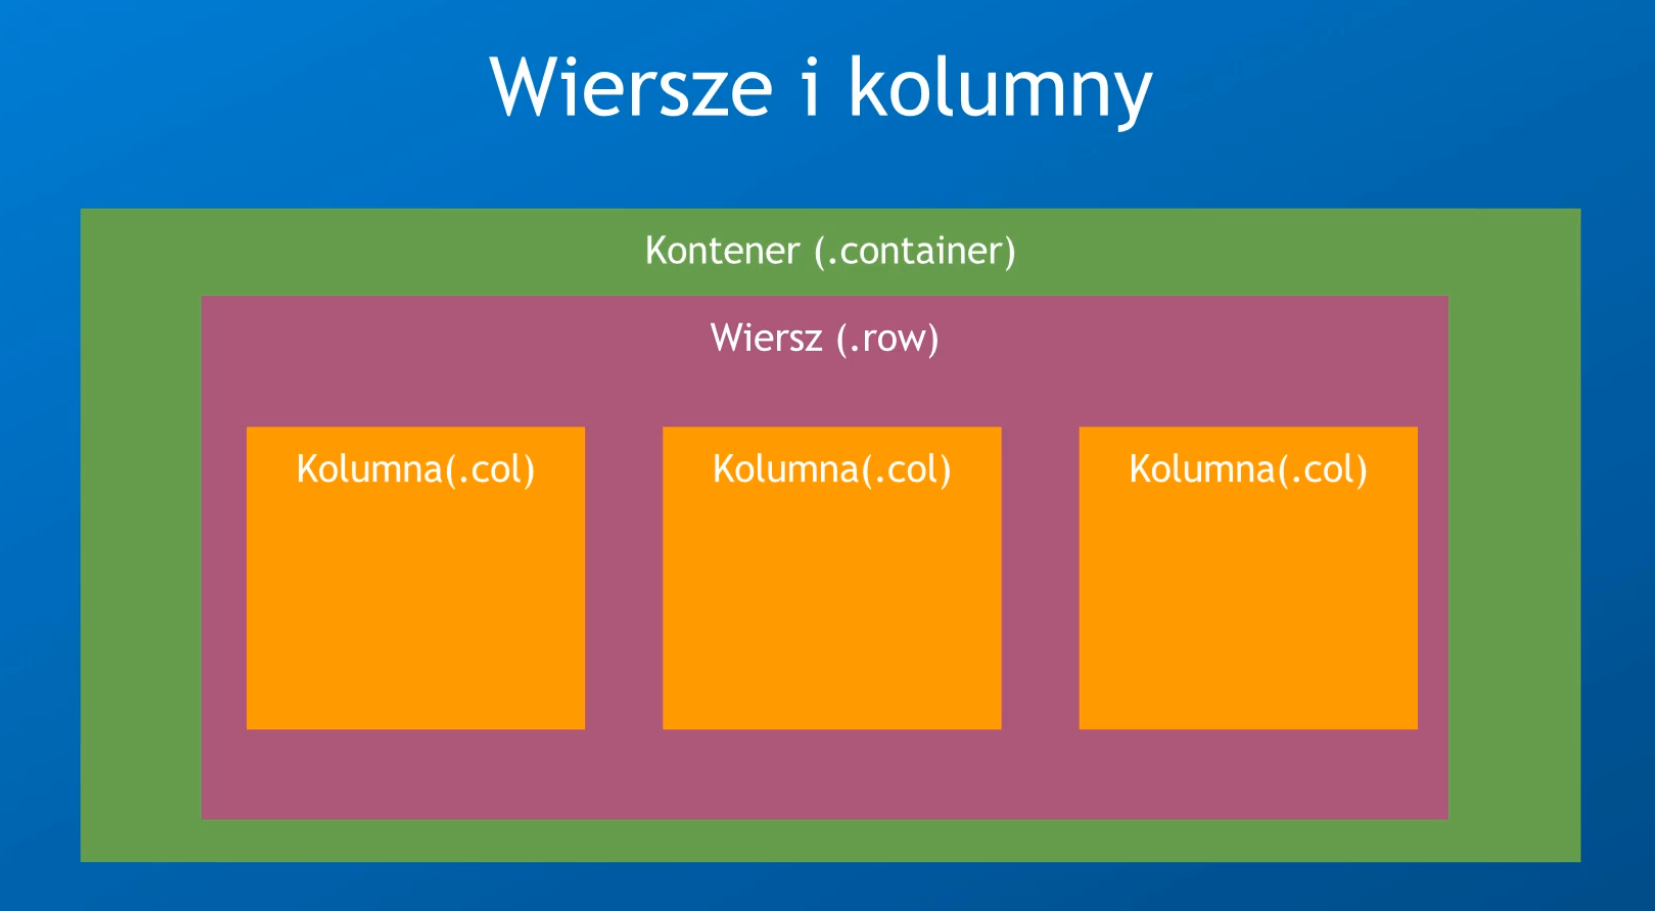 Wiersze i kolumny
Kontener (.container)
Wiersz (.row)
Kolumna(.col)
Kolumna(.col)
Kolumna(.col)